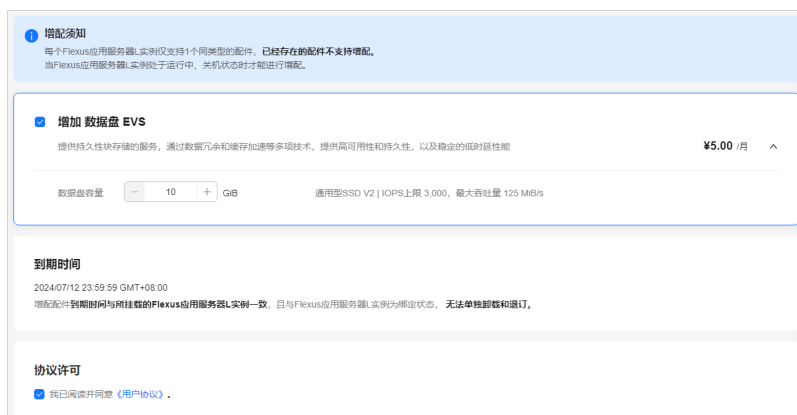 增配须知
每个Flexus应用服务器L实例仅支持1个同类型的配件，已经存在的配件不支持增配。
当Flexus应用服务器L实例处于运行中、关机状态时才能进行增配。
增加 数据盘 EVS
提供持久性块存储的服务，通过数据冗余和缓存加速等多项技术，提供高可用性和持久性，以及稳定的低时延性能
¥5.00 /月
数据盘容量 − 10 + GiB 通用型SSD V2 | IOPS上限 3,000，最大吞吐量 125 MiB/s
到期时间
2024/07/12 23:59:59 GMT+08:00
增配配件到期时间与所挂载的Flexus应用服务器L实例一致，且与Flexus应用服务器L实例为绑定状态， 无法单独卸载和退订。
协议许可
我已阅读并同意《用户协议》。